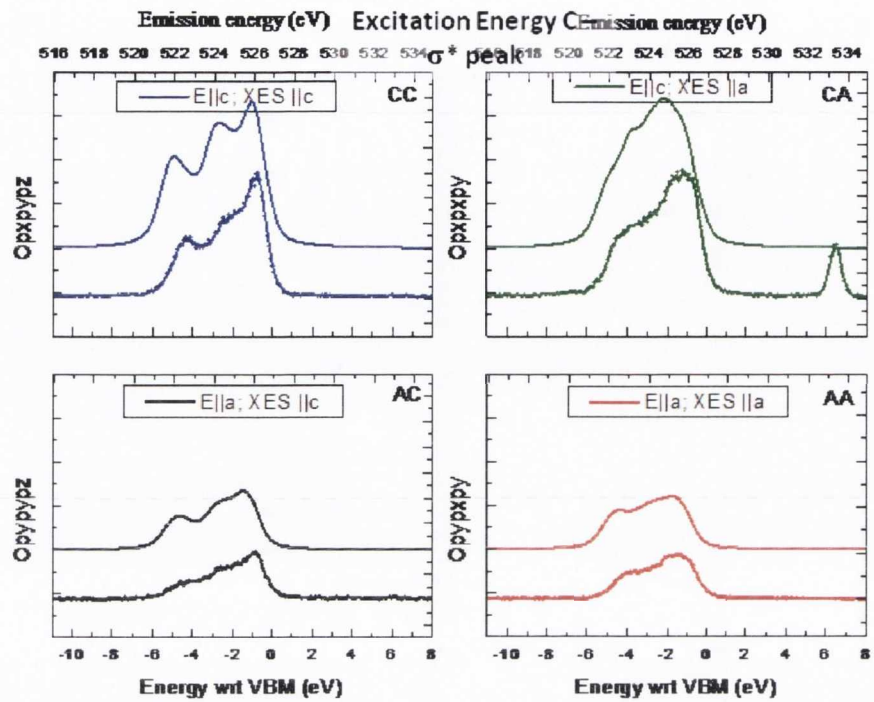 Emission energy (eV) Excitation Energy C Emission energy (eV)
516 518 520 522 524 526 528 530 532 534 516 518 520 522 524 526 528 530 532 534
σ* peak
E||c; XES ||c CC
E||c; XES ||a CA
Opxpypz
Opxpxpy
E||a; XES ||c AC
E||a; XES ||a AA
Opypypz
Opypxpy
-10 -8 -6 -4 -2 0 2 4 6 8
-10 -8 -6 -4 -2 0 2 4 6 8
Energy wrt VBM (eV)
Energy wrt VBM (eV)